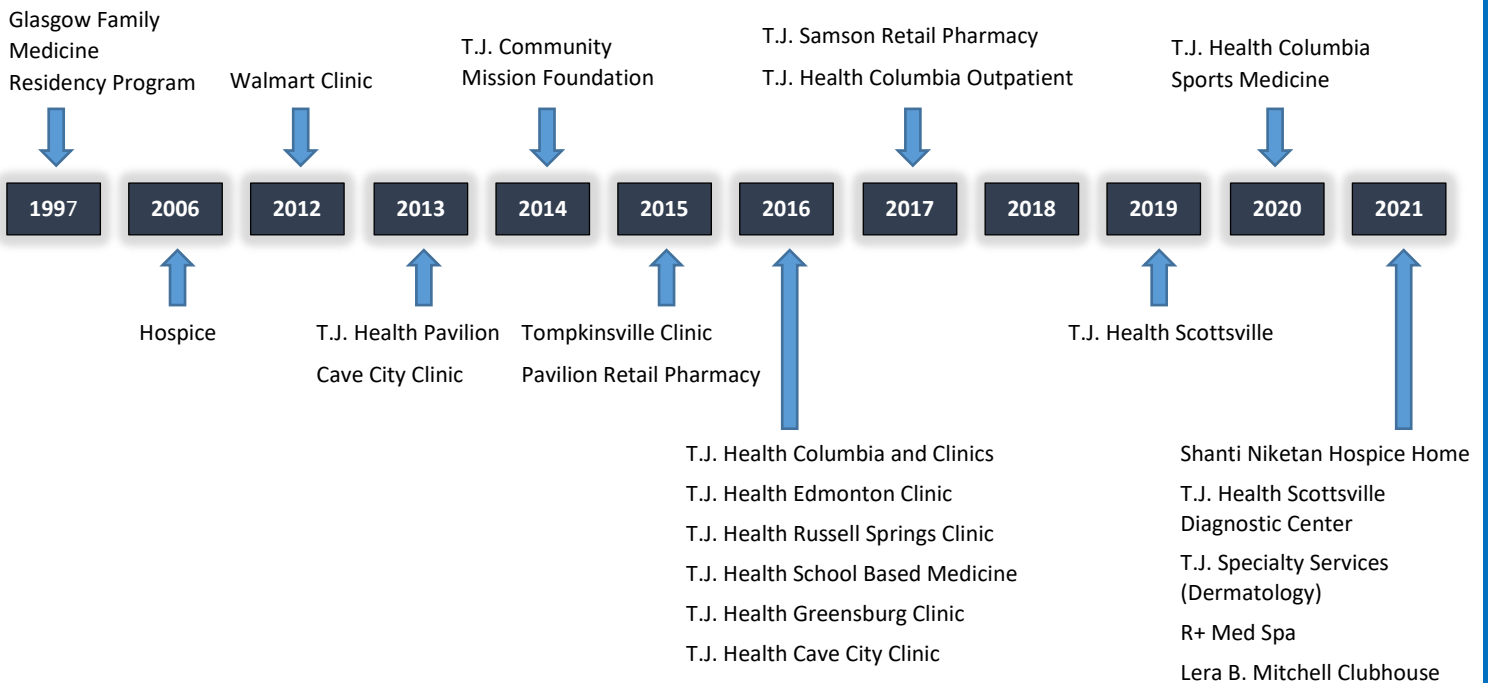 Glasgow Family
Medicine
Residency Program
Walmart Clinic
T.J. Community
Mission Foundation
T.J. Samson Retail Pharmacy
T.J. Health Columbia Outpatient
T.J. Health Columbia
Sports Medicine
1997
2006
2012
2013
2014
2015
2016
2017
2018
2019
2020
2021
Hospice
T.J. Health Pavilion
Cave City Clinic
Tompkinsville Clinic
Pavilion Retail Pharmacy
T.J. Health Scottsville
T.J. Health Columbia and Clinics
T.J. Health Edmonton Clinic
T.J. Health Russell Springs Clinic
T.J. Health School Based Medicine
T.J. Health Greensburg Clinic
T.J. Health Cave City Clinic
Shanti Niketan Hospice Home
T.J. Health Scottsville
Diagnostic Center
T.J. Specialty Services
(Dermatology)
R+ Med Spa
Lera B. Mitchell Clubhouse